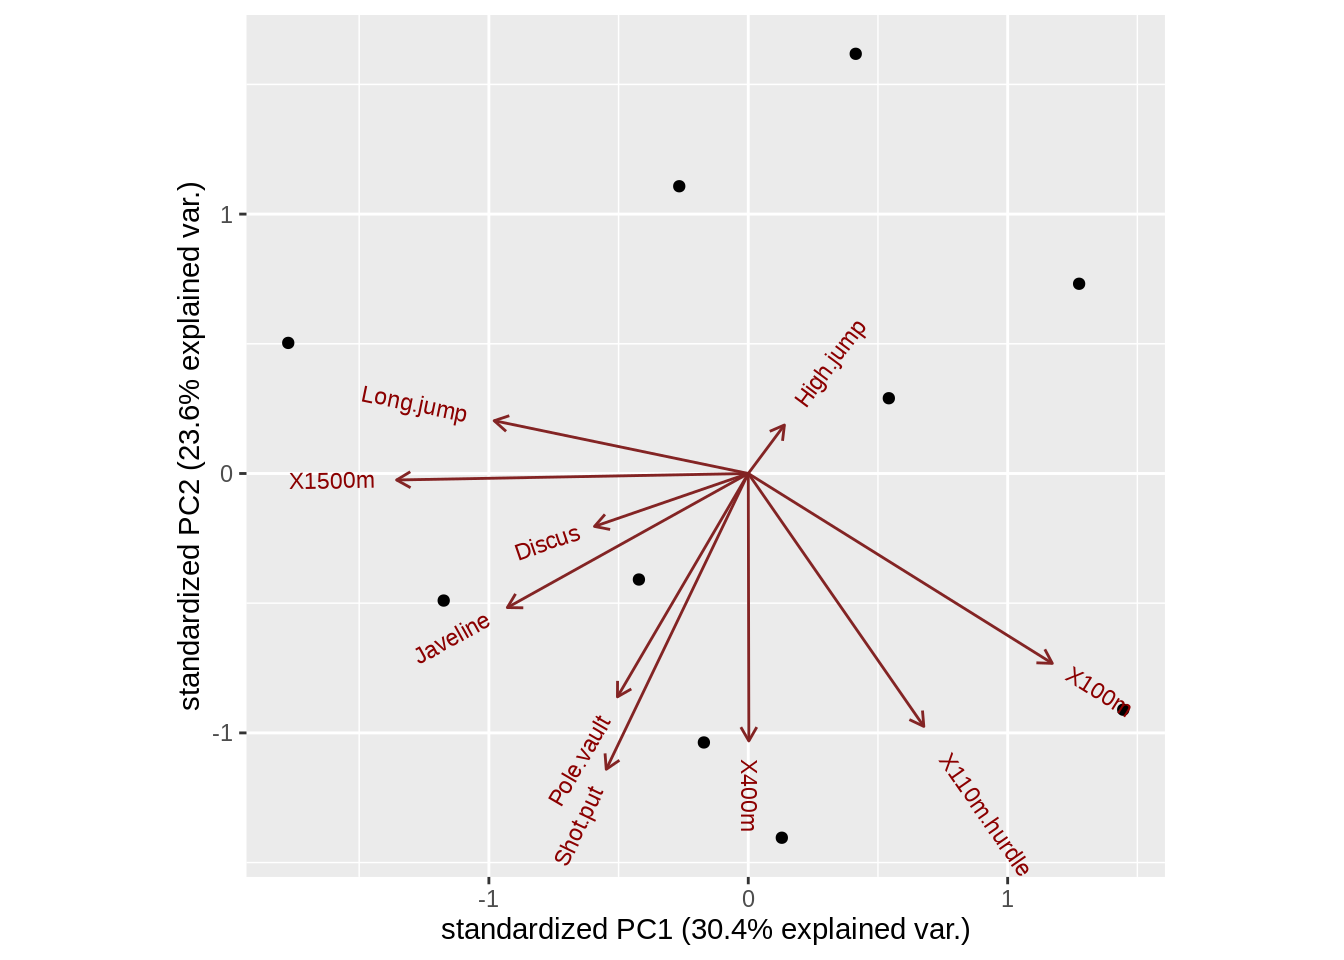 standardized PC2 (23.6% explained var.)
1
0
-1
High.jump
Long.jump
X1500m
Discus
Javeline
X100m
Pole.vault
Shot.put
X400m
X110m.hurdle
-1
0
1
standardized PC1 (30.4% explained var.)